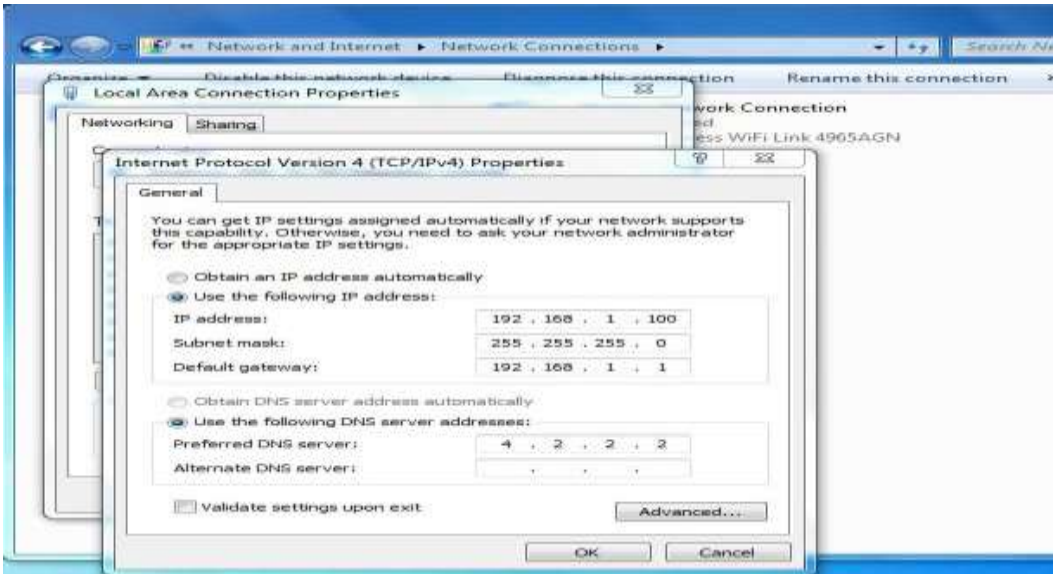 Network and Internet ▸ Network Connections ▸
Search Ne
Organize Disable this network device Diagnose this connection Rename this connection
Local Area Connection Properties
work Connection
ess WiFi Link 4965AGN
Networking Sharing
Internet Protocol Version 4 (TCP/IPv4) Properties
General
You can get IP settings assigned automatically if your network supports
this capability. Otherwise, you need to ask your network administrator
for the appropriate IP settings.
Obtain an IP address automatically
Use the following IP address:
IP address: 192 . 168 . 1 . 100
Subnet mask: 255 . 255 . 255 . 0
Default gateway: 192 . 168 . 1 . 1
Obtain DNS server address automatically
Use the following DNS server addresses:
Preferred DNS server: 4 . 2 . 2 . 2
Alternate DNS server: . . .
Validate settings upon exit
Advanced...
OK Cancel